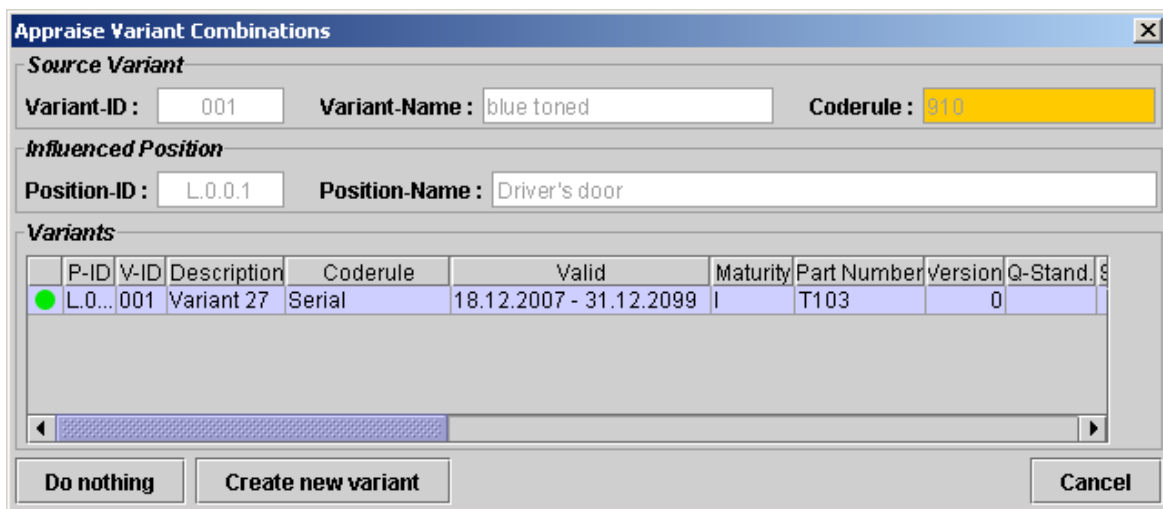 Appraise Variant Combinations
Source Variant
Variant-ID : 001 Variant-Name : blue toned Coderule : 910
Influenced Position
Position-ID : L.0.0.1 Position-Name : Driver's door
Variants
P-ID V-ID Description Coderule Valid Maturity Part Number Version Q-Stand.
L.0... 001 Variant 27 Serial 18.12.2007 - 31.12.2099 I T103 0
Do nothing Create new variant Cancel